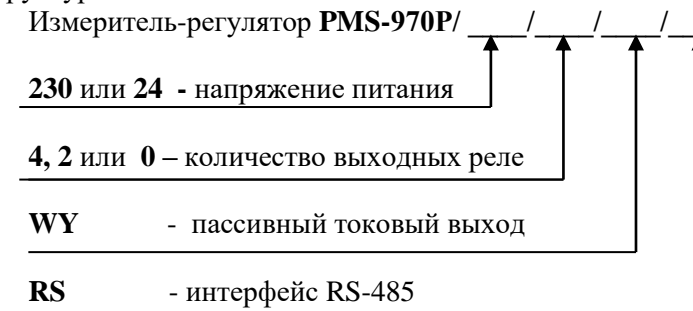 Измеритель-регулятор PMS-970P/ ____/____/____/__
230 или 24 - напряжение питания
4, 2 или 0 – количество выходных реле
WY - пассивный токовый выход
RS - интерфейс RS-485